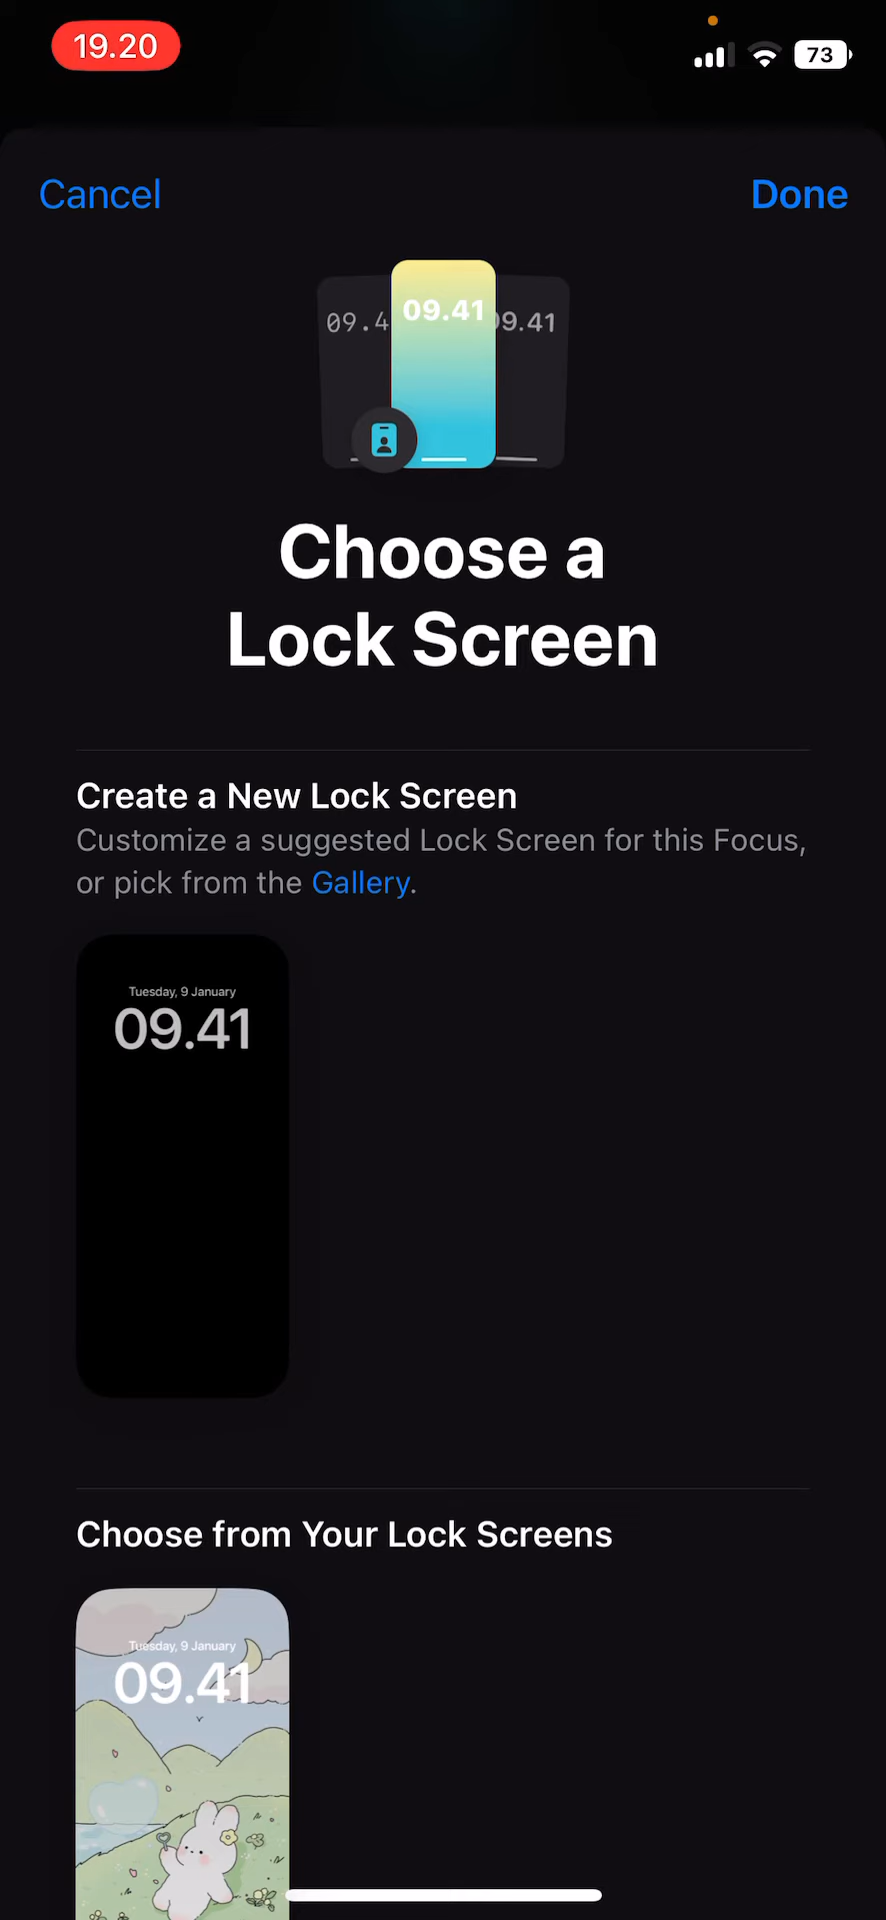 19.20
73
Cancel
Done
09.4
09.41
09.41
Choose a
Lock Screen
Create a New Lock Screen
Customize a suggested Lock Screen for this Focus,
or pick from the Gallery.
Tuesday, 9 January
09.41
Choose from Your Lock Screens
Tuesday, 9 January
09.41